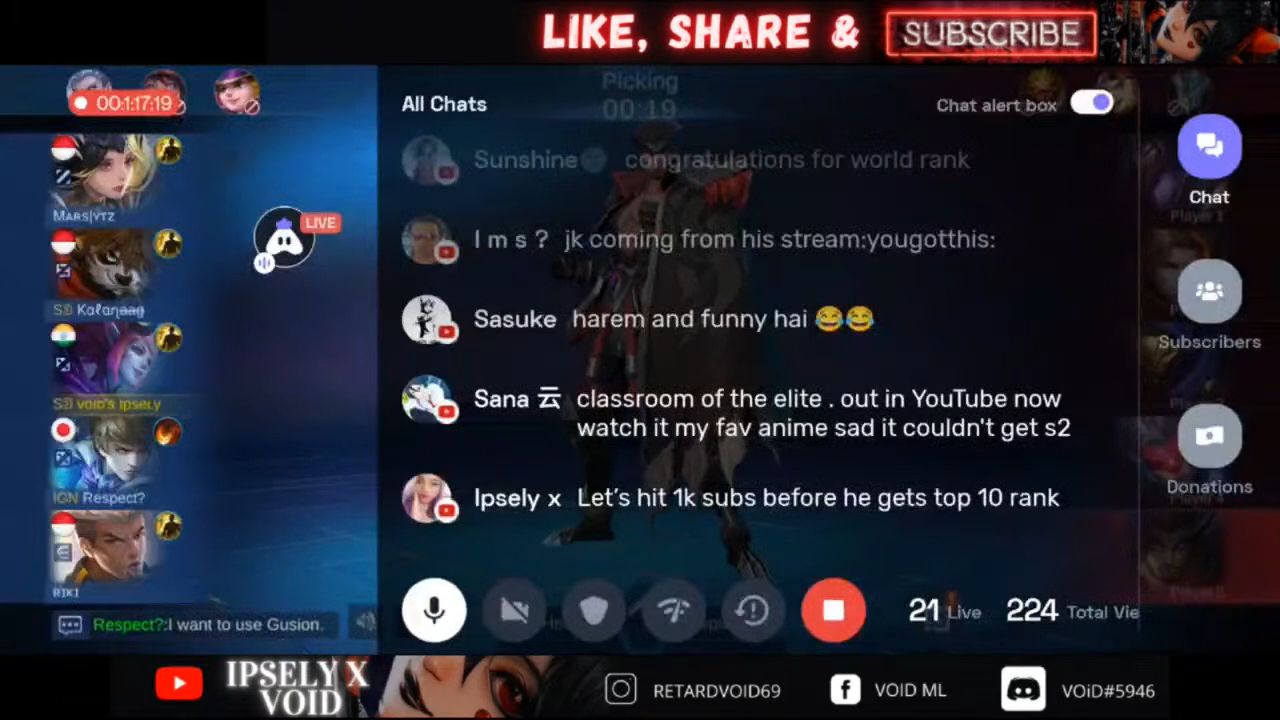 LIKE, SHARE & SUBSCRIBE
Picking
00:19
00:1:17:19
All Chats
Chat alert box
Sunshine congratulations for world rank
I m s ? jk coming from his stream:yougotthis:
Sasuke harem and funny hai 😂😂
Sana 云 classroom of the elite . out in YouTube now
watch it my fav anime sad it couldn't get s2
Ipsely x Let's hit 1k subs before he gets top 10 rank
MARS|YTZ
LIVE
VOID's Ipsely
IGN Respect?
RIKI
Respect?:I want to use Gusion.
Chat
Player 1
Subscribers
Donations
21 Live 224 Total Vie
IPSELY X
VOID
RETARDVOID69
VOID ML
VOiD#5946